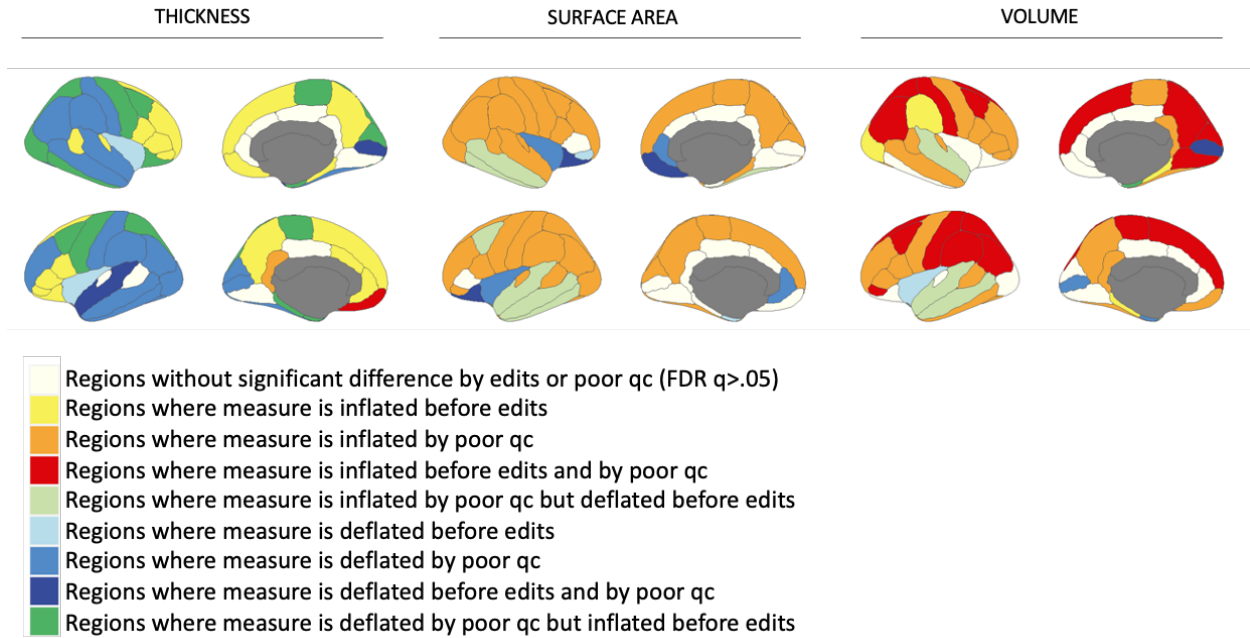 THICKNESS
SURFACE AREA
VOLUME
Regions without significant difference by edits or poor qc (FDR q>.05)
Regions where measure is inflated before edits
Regions where measure is inflated by poor qc
Regions where measure is inflated before edits and by poor qc
Regions where measure is inflated by poor qc but deflated before edits
Regions where measure is deflated before edits
Regions where measure is deflated by poor qc
Regions where measure is deflated before edits and by poor qc
Regions where measure is deflated by poor qc but inflated before edits